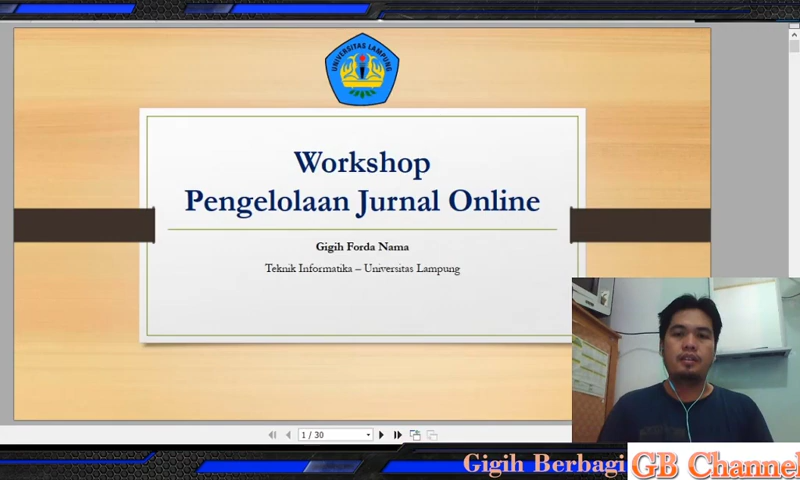 UNIVERSITAS LAMPUNG
Workshop
Pengelolaan Jurnal Online
Gigih Forda Nama
Teknik Informatika – Universitas Lampung
1 / 30
Gigih Berbagi
GB Channel